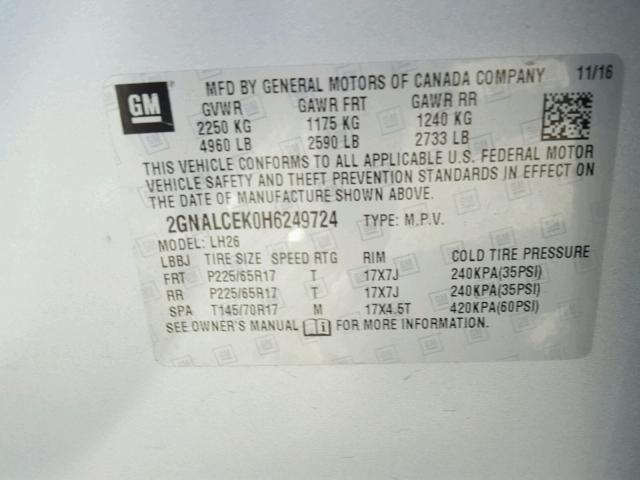 MFD BY GENERAL MOTORS OF CANADA COMPANY 11/16
GM
GVWR GAWR FRT GAWR RR
2250 KG 1175 KG 1240 KG
4960 LB 2590 LB 2733 LB
THIS VEHICLE CONFORMS TO ALL APPLICABLE U.S. FEDERAL MOTOR
VEHICLE SAFETY AND THEFT PREVENTION STANDARDS IN EFFECT ON
THE DATE OF MANUFACTURE SHOWN ABOVE.
2GNALCEK0H6249724 TYPE: M.P.V.
MODEL: LH26
LBBJ TIRE SIZE SPEED RTG RIM COLD TIRE PRESSURE
FRT P225/65R17 T 17X7J 240KPA(35PSI)
RR P225/65R17 T 17X7J 240KPA(35PSI)
SPA T145/70R17 M 17X4.5T 420KPA(60PSI)
SEE OWNER'S MANUAL FOR MORE INFORMATION.